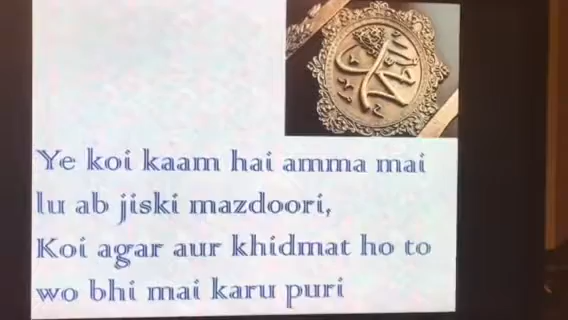 Ye koi kaam hai amma mai
lu ab jiski mazdoori,
Koi agar aur khidmat ho to
wo bhi mai karu puri